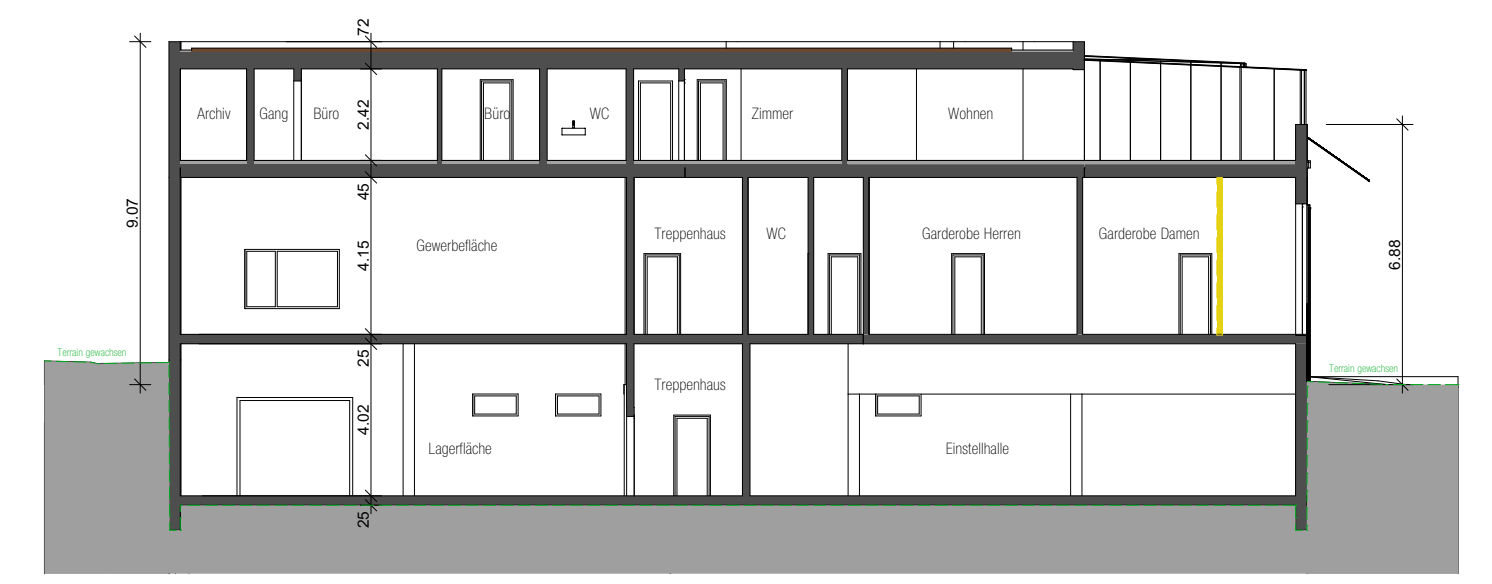 72
Archiv
Gang
Büro
2.42
Büro
WC
Zimmer
Wohnen
45
9.07
Gewerbefläche
4.15
Treppenhaus
WC
Garderobe Herren
Garderobe Damen
6.88
Terrain gewachsen
25
Treppenhaus
Terrain gewachsen
4.02
Lagerfläche
Einstellhalle
25